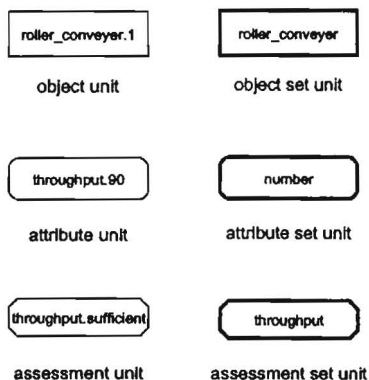 roller_conveyer.1 roller_conveyer
object unit object set unit
throughput.90 number
attribute unit attribute set unit
throughput.sufficient throughput
assessment unit assessment set unit